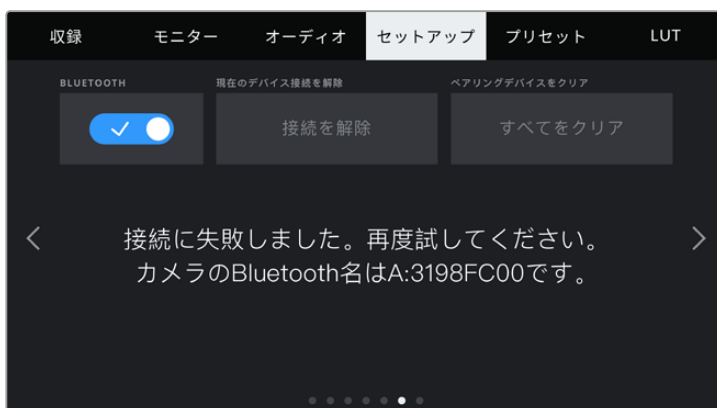 収録 モニター オーディオ セットアップ プリセット LUT
BLUETOOTH 現在のデバイス接続を解除 ペアリングデバイスをクリア
接続を解除 すべてをクリア
接続に失敗しました。再度試してください。
カメラのBluetooth名はA:3198FC00です。